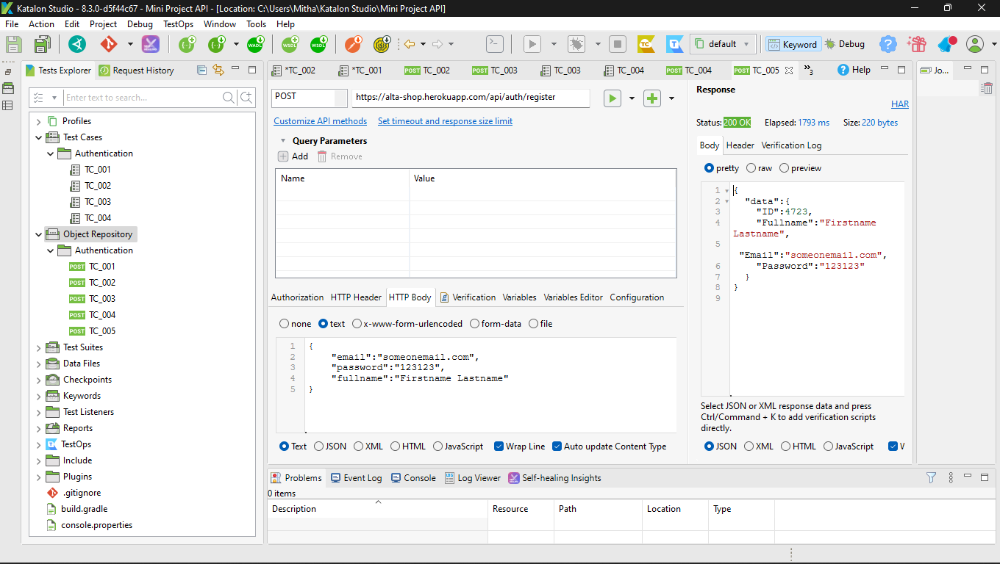 Katalon Studio - 8.3.0-d5f44c67 - Mini Project API - [Location: C:\Users\Mitha\Katalon Studio\Mini Project API]
File Action Edit Project Debug TestOps Window Tools Help
WADL WSDL WSDL TC T default Keyword Debug
Tests Explorer Request History
Enter text to search...
Profiles
Test Cases
Authentication
TC_001
TC_002
TC_003
TC_004
Object Repository
Authentication
POST TC_001
POST TC_002
POST TC_003
POST TC_004
POST TC_005
Test Suites
Data Files
Checkpoints
Keywords
Test Listeners
Reports
TestOps
Include
Plugins
.gitignore
build.gradle
console.properties
*TC_002 *TC_001 POST TC_002 POST TC_003 TC_003 TC_004 POST TC_004 POST TC_005 »3 Help
POST https://alta-shop.herokuapp.com/api/auth/register
Customize API methods Set timeout and response size limit
Query Parameters
Add Remove
Name Value
Authorization HTTP Header HTTP Body Verification Variables Variables Editor Configuration
none text x-www-form-urlencoded form-data file
1 {
2 "email":"someonemail.com",
3 "password":"123123",
4 "fullname":"Firstname Lastname"
5 }
Text JSON XML HTML JavaScript Wrap Line Auto update Content Type
Response
HAR
Status: 200 OK Elapsed: 1793 ms Size: 220 bytes
Body Header Verification Log
pretty raw preview
1 {
2 "data":{
3 "ID":4723,
4 "Fullname":"Firstname
Lastname",
5
"Email":"someonemail.com",
6 "Password":"123123"
7 }
8 }
9
Select JSON or XML response data and press
Ctrl/Command + K to add verification scripts
directly.
JSON XML HTML JavaScript
Jo...
Problems Event Log Console Log Viewer Self-healing Insights
0 items
Description Resource Path Location Type